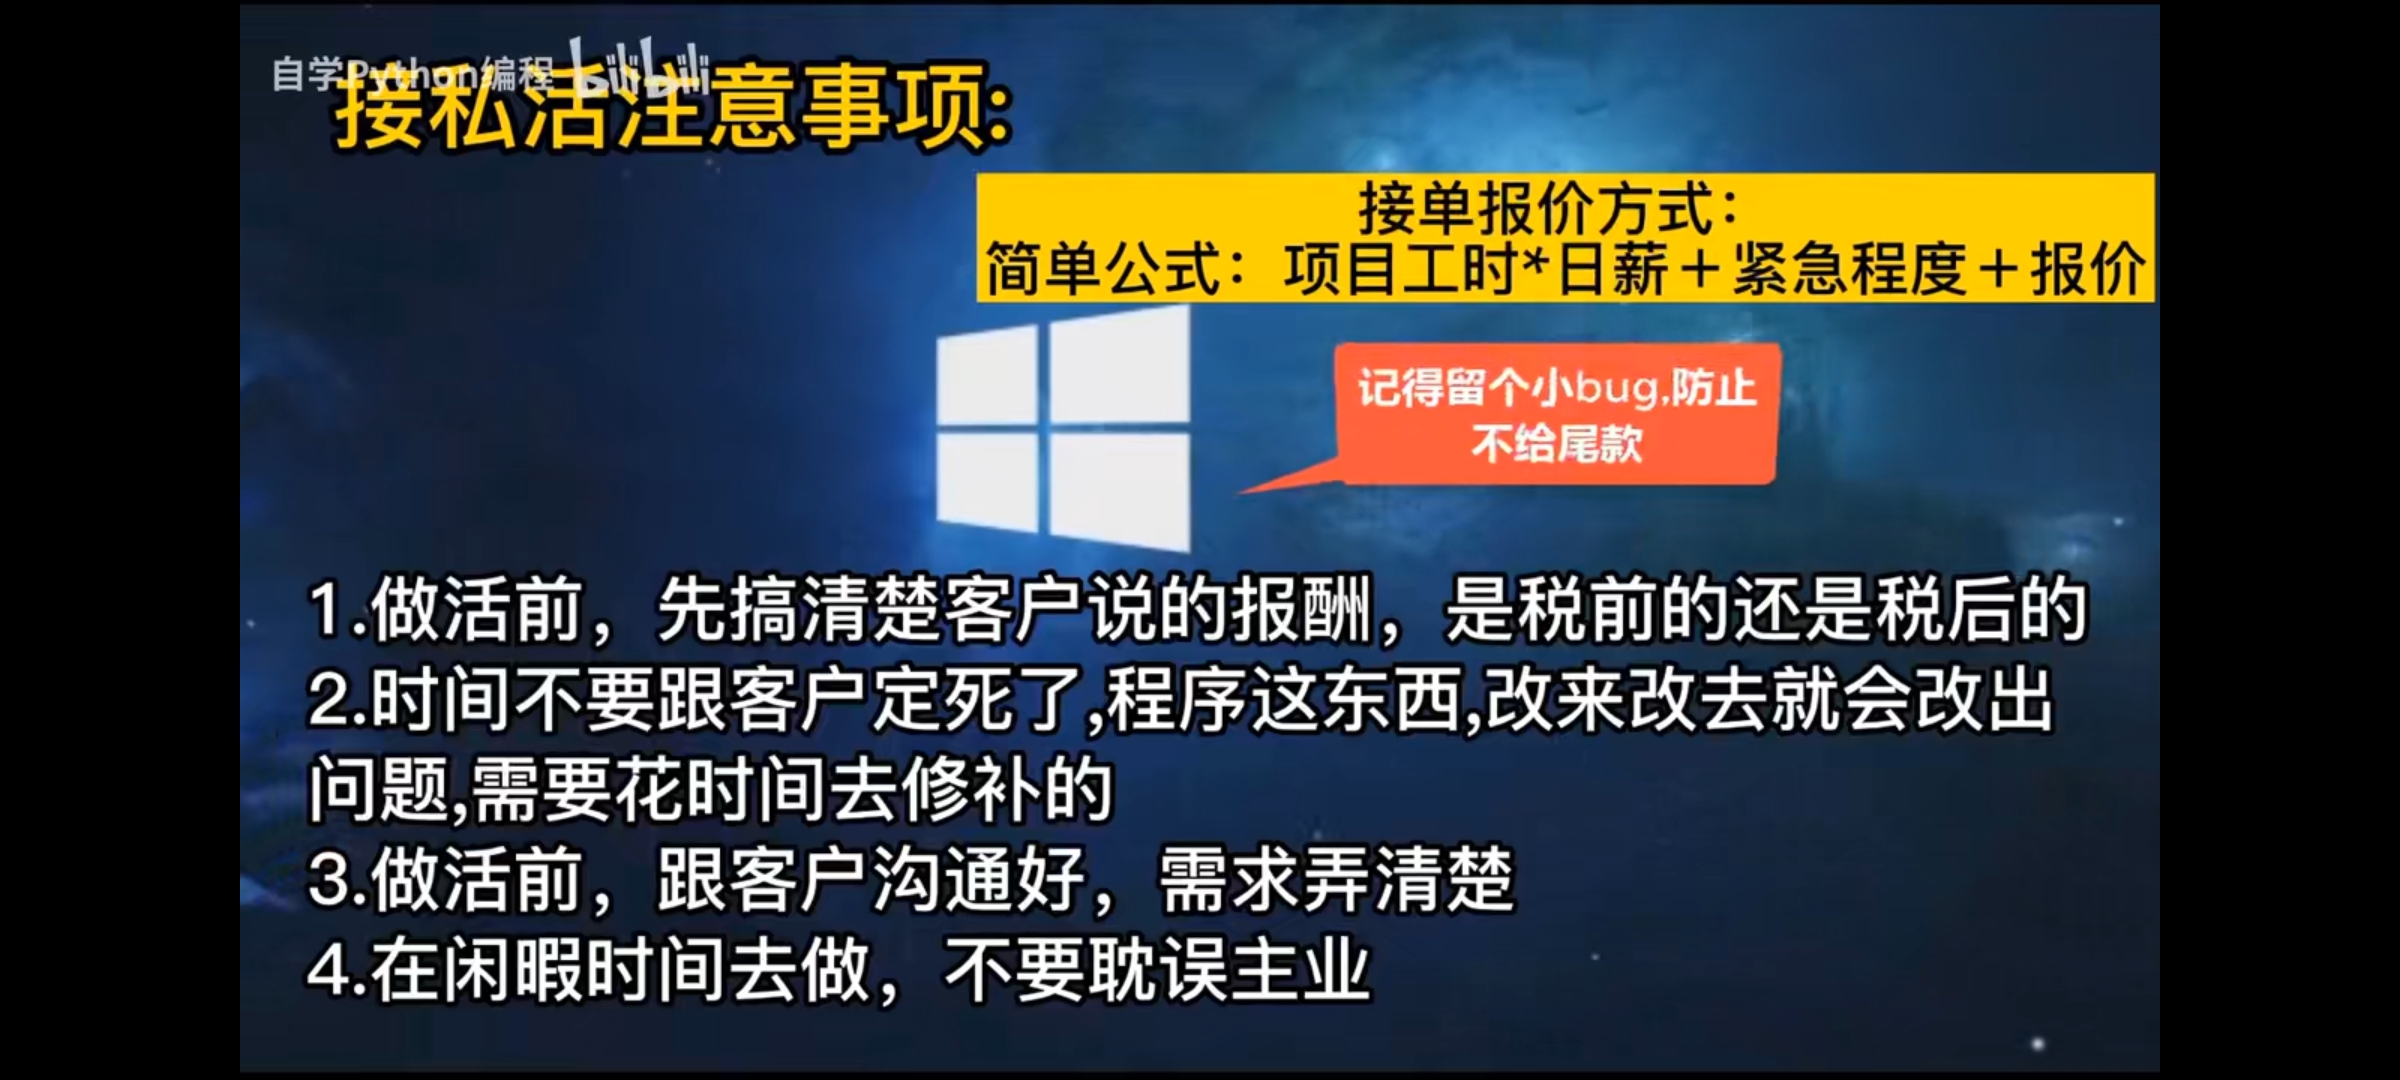 自学Python编程 bilibili
接私活注意事项:
接单报价方式：
简单公式：项目工时*日薪＋紧急程度＋报价
记得留个小bug,防止
不给尾款
1.做活前，先搞清楚客户说的报酬，是税前的还是税后的
2.时间不要跟客户定死了,程序这东西,改来改去就会改出
问题,需要花时间去修补的
3.做活前，跟客户沟通好，需求弄清楚
4.在闲暇时间去做，不要耽误主业